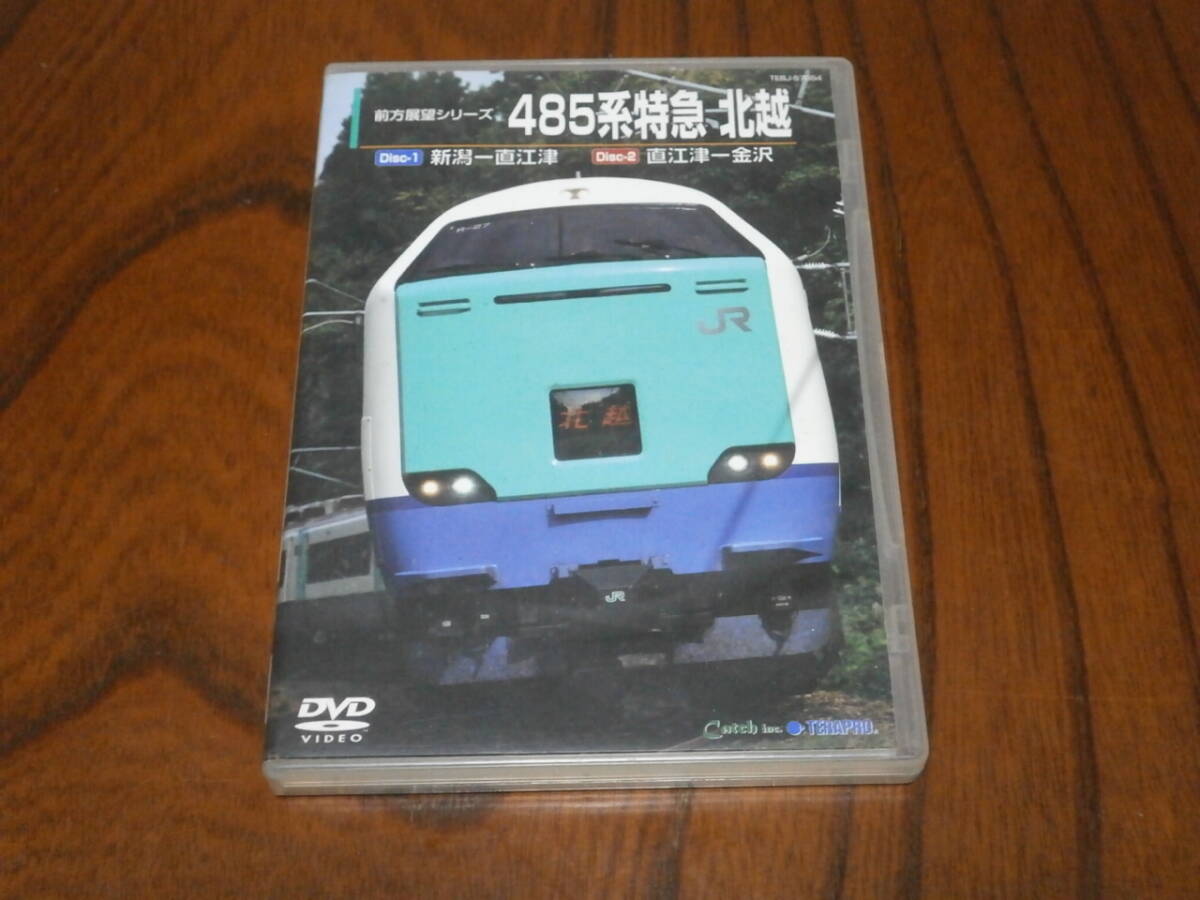 前方展望シリーズ 485系特急 北越
Disc-1 新潟ー直江津 Disc-2 直江津ー金沢
R-27
JR
北越
JR
DVD
VIDEO
Catch inc. TERAPRO